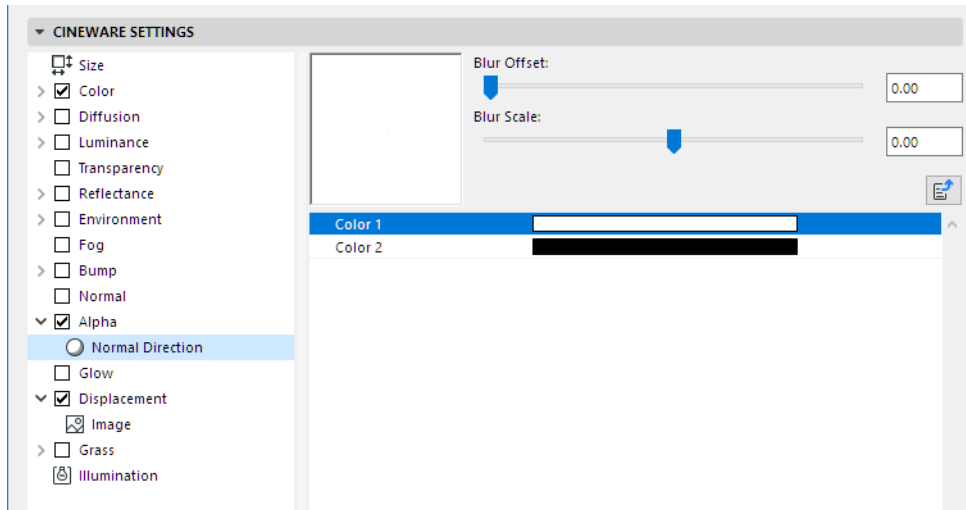 CINEWARE SETTINGS
Size
Color
Diffusion
Luminance
Transparency
Reflectance
Environment
Fog
Bump
Normal
Alpha
Normal Direction
Glow
Displacement
Image
Grass
Illumination
Blur Offset:
0.00
Blur Scale:
0.00
Color 1
Color 2